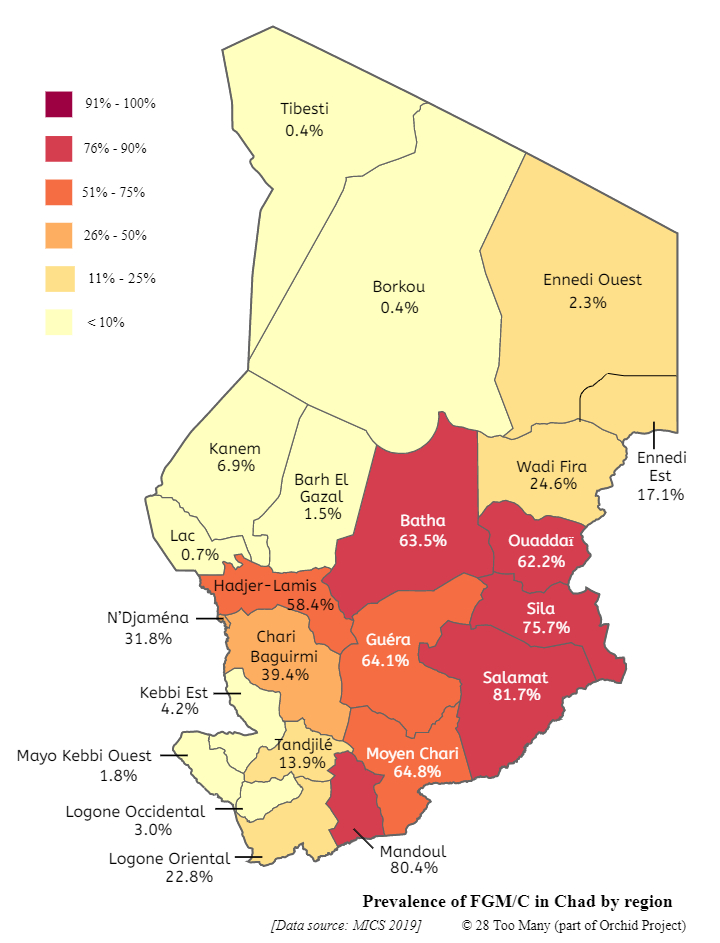 91% - 100%
76% - 90%
51% - 75%
26% - 50%
11% - 25%
< 10%
Tibesti
0.4%
Borkou
0.4%
Ennedi Ouest
2.3%
Ennedi
Est
17.1%
Kanem
6.9%
Barh El
Gazal
1.5%
Wadi Fira
24.6%
Lac
0.7%
Batha
63.5%
Ouaddaï
62.2%
Hadjer-Lamis
58.4%
N'Djaména
31.8%
Chari
Baguirmi
39.4%
Guéra
64.1%
Sila
75.7%
Salamat
81.7%
Kebbi Est
4.2%
Mayo Kebbi Ouest
1.8%
Tandjilé
13.9%
Moyen Chari
64.8%
Logone Occidental
3.0%
Logone Oriental
22.8%
Mandoul
80.4%
Prevalence of FGM/C in Chad by region
[Data source: MICS 2019] © 28 Too Many (part of Orchid Project)